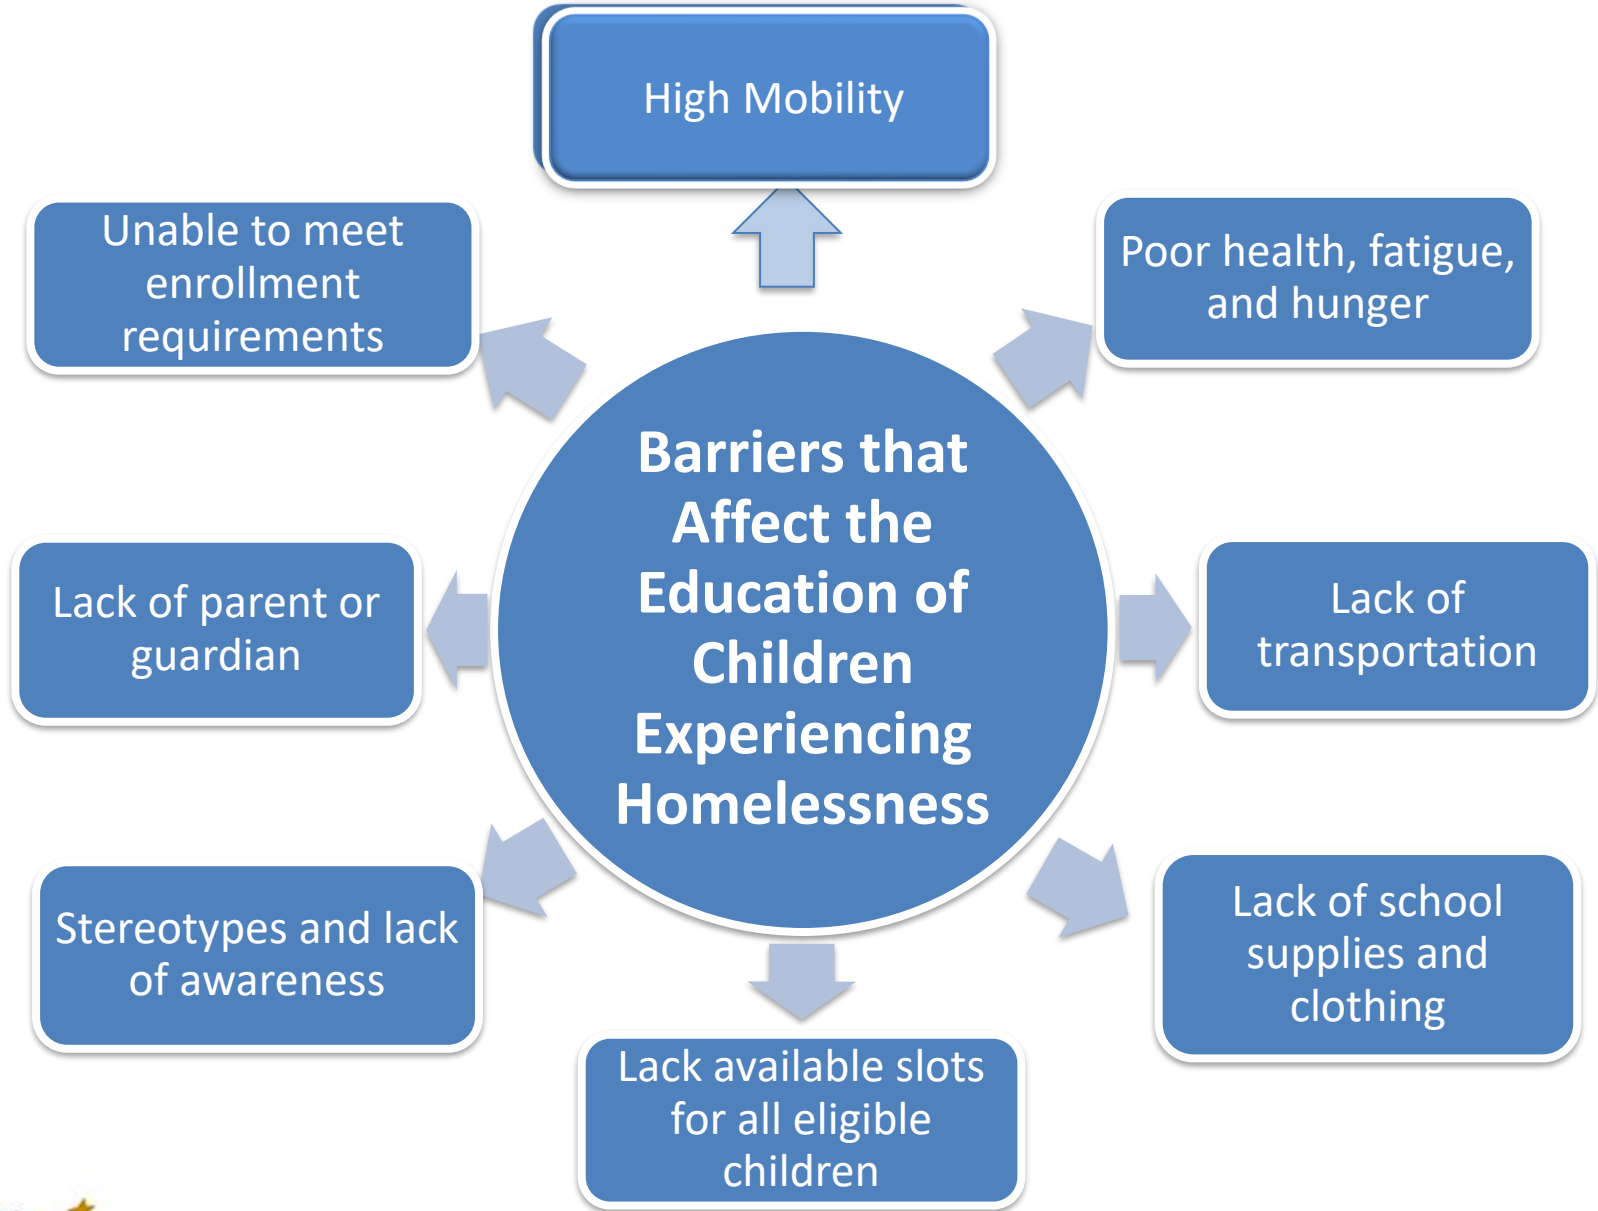 High Mobility
Unable to meet
enrollment
requirements
Poor health, fatigue,
and hunger
Barriers that
Affect the
Education of
Children
Experiencing
Homelessness
Lack of parent or
guardian
Lack of
transportation
Stereotypes and lack
of awareness
Lack of school
supplies and
clothing
Lack available slots
for all eligible
children